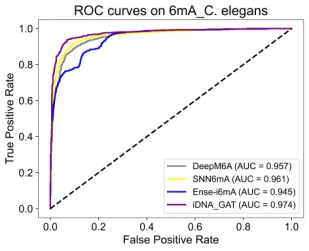 ROC curves on 6mA_C. elegans
True Positive Rate
1.0
0.8
0.6
0.4
0.2
0.0
DeepM6A (AUC = 0.957)
SNN6mA (AUC = 0.961)
Ense-i6mA (AUC = 0.945)
iDNA_GAT (AUC = 0.974)
0.0 0.2 0.4 0.6 0.8 1.0
False Positive Rate